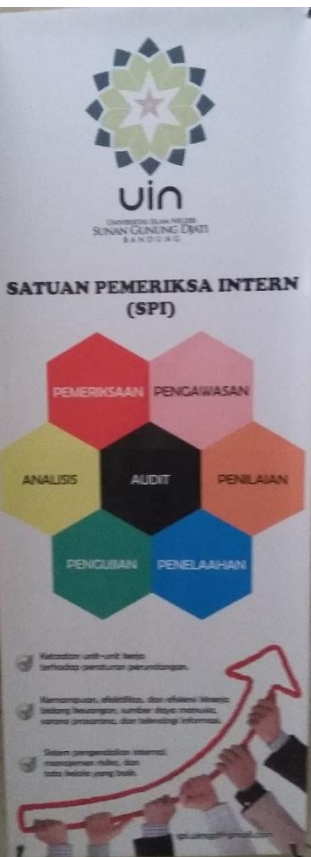 uin
UNIVERSITAS ISLAM NEGERI
SUNAN GUNUNG DJATI
BANDUNG
SATUAN PEMERIKSA INTERN
(SPI)
PEMERIKSAAN PENGAWASAN
ANALISIS AUDIT PENILAIAN
PENGUJIAN PENELAAHAN
Ketaatan unit-unit kerja
terhadap peraturan perundangan.
Kemampuan, efektifitas, dan efisiensi kinerja
bidang keuangan, sumber daya manusia,
sarana prasarana, dan teknologi informasi.
Sistem pengendalian internal,
manajemen risiko, dan
tata kelola yang baik.